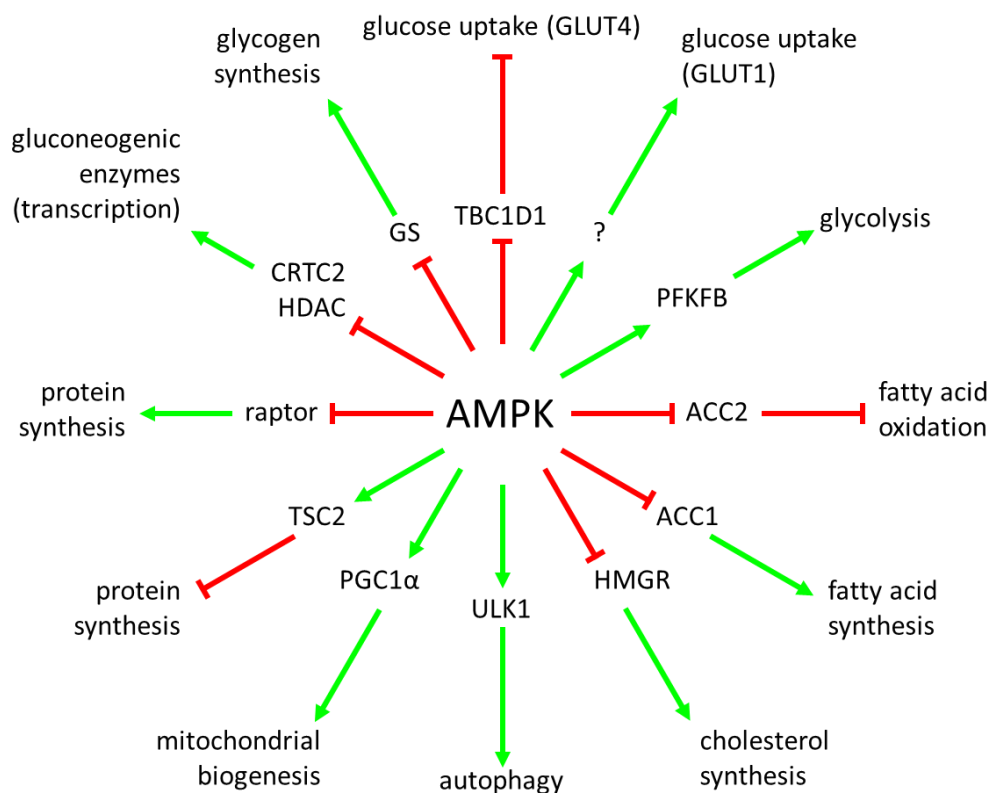 glucose uptake (GLUT4)
glucose uptake
(GLUT1)
glycogen
synthesis
gluconeogenic
enzymes
(transcription)
TBC1D1
?
glycolysis
GS
CRTC2
HDAC
PFKFB
protein
synthesis
raptor
AMPK
ACC2
fatty acid
oxidation
TSC2
ACC1
PGC1α
HMGR
ULK1
protein
synthesis
fatty acid
synthesis
mitochondrial
biogenesis
autophagy
cholesterol
synthesis